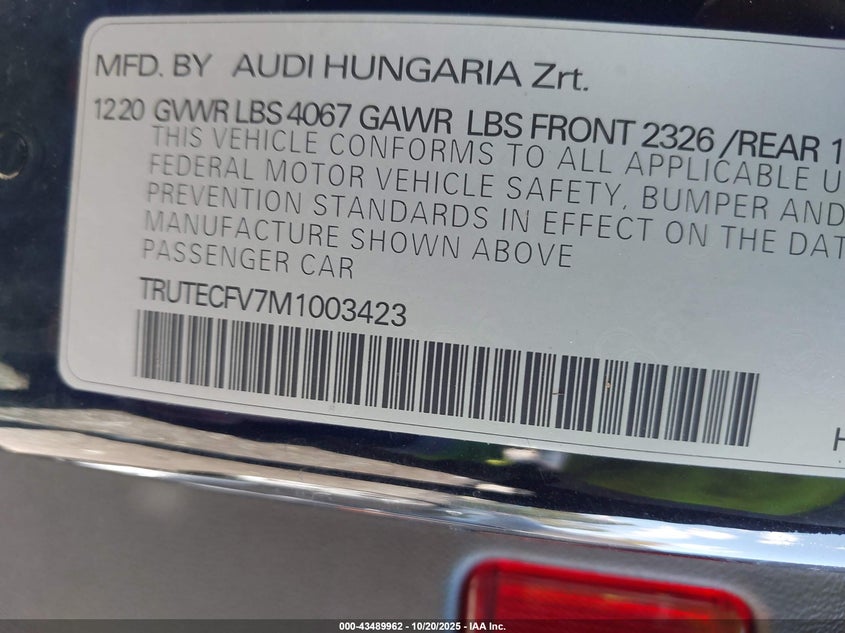 MFD. BY AUDI HUNGARIA Zrt.
1220 GVWR LBS 4067 GAWR LBS FRONT 2326 /REAR 1
THIS VEHICLE CONFORMS TO ALL APPLICABLE U
FEDERAL MOTOR VEHICLE SAFETY, BUMPER AND
PREVENTION STANDARDS IN EFFECT ON THE DAT
MANUFACTURE SHOWN ABOVE
PASSENGER CAR
TRUTECFV7M1003423
H
000-43489962 - 10/20/2025 - IAA Inc.